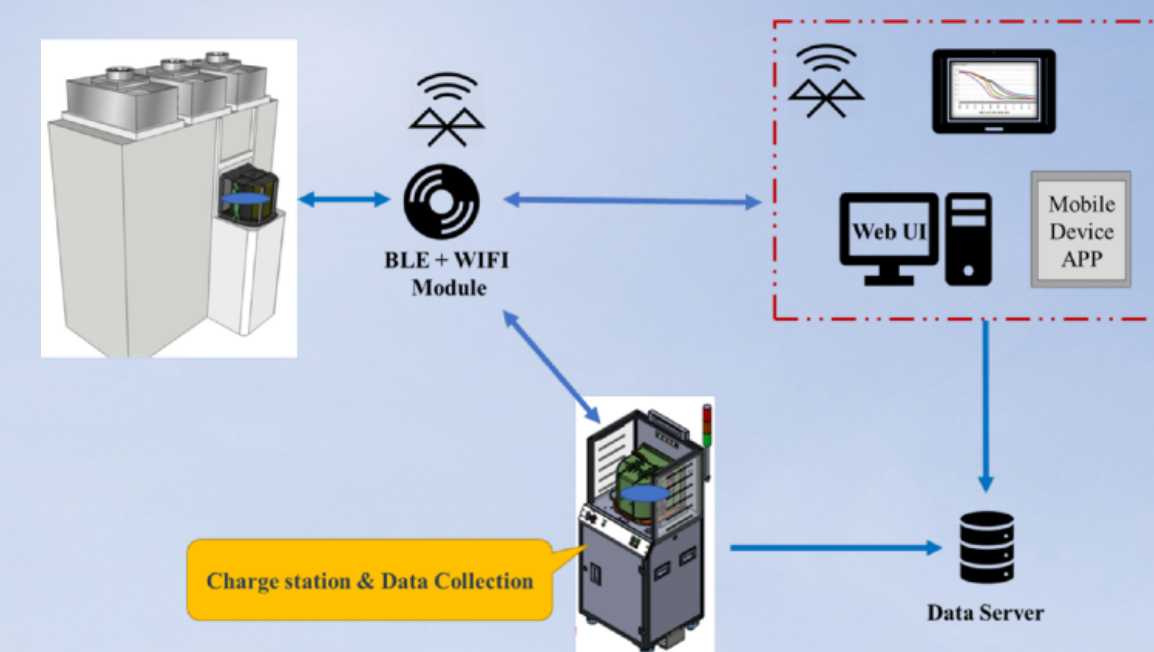 BLE + WIFI
Module
Web UI
Mobile
Device
APP
Charge station & Data Collection
Data Server